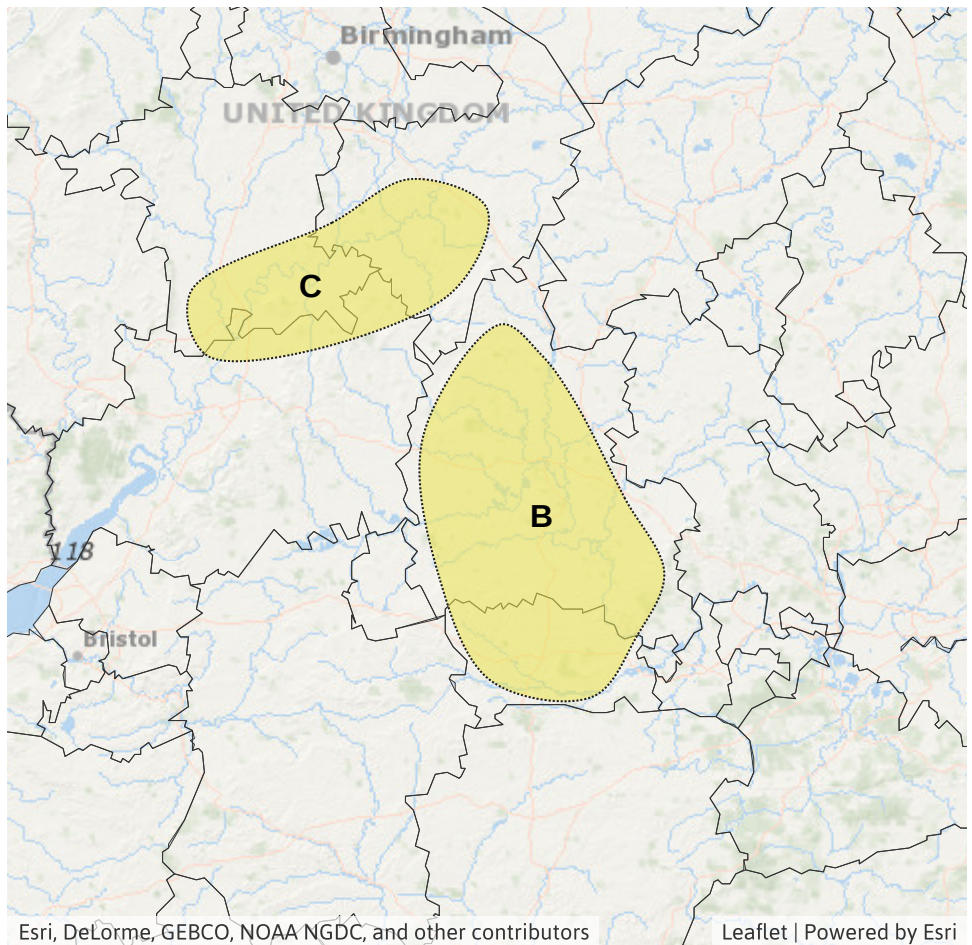 Birmingham
UNITED KINGDOM
C
B
118
Bristol
Esri, DeLorme, GEBCO, NOAA NGDC, and other contributors
Leaflet | Powered by Esri